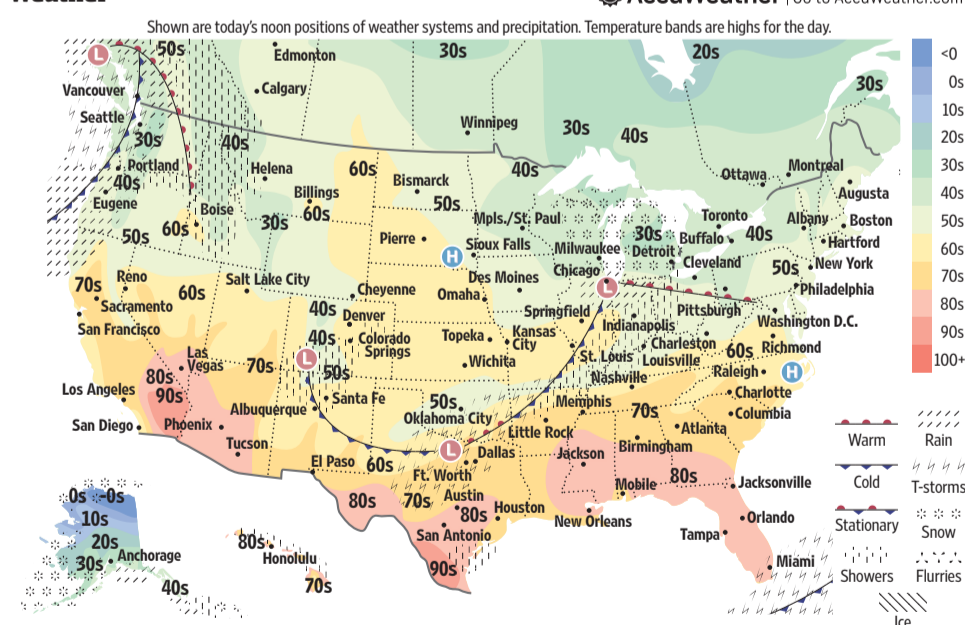 Weather
AccuWeather | Go to AccuWeather.com
Shown are today's noon positions of weather systems and precipitation. Temperature bands are highs for the day.
L
50s
Edmonton
30s
20s
<0
0s
10s
20s
30s
40s
50s
60s
70s
80s
90s
100+
Vancouver
Calgary
30s
Seattle
Winnipeg
30s
40s
30s
40s
Portland
Helena
60s
40s
Ottawa
Montreal
40s
Bismarck
Augusta
Eugene
Billings
50s
Boise
30s
60s
Mpls./St. Paul
Toronto
Albany
Boston
50s
60s
Pierre
Sioux Falls
30s
Buffalo
40s
Hartford
H
Milwaukee
Detroit
Cleveland
50s
New York
70s
Reno
60s
Salt Lake City
Cheyenne
Des Moines
Chicago
L
Philadelphia
Sacramento
40s
Denver
Omaha
Springfield
Indianapolis
Pittsburgh
Washington D.C.
San Francisco
40s
Colorado
Springs
Topeka
Kansas
City
Charleston
Richmond
Las
Vegas
70s
L
50s
Wichita
St. Louis
Louisville
60s
Raleigh
H
80s
Nashville
Los Angeles
90s
Santa Fe
50s
Memphis
Charlotte
Albuquerque
Oklahoma City
70s
Columbia
San Diego
Phoenix
Little Rock
Atlanta
Tucson
L
Dallas
Birmingham
El Paso
60s
Ft. Worth
Jackson
80s
80s
70s
Austin
Mobile
Jacksonville
80s
Houston
New Orleans
Orlando
San Antonio
Tampa
90s
Miami
0s
-0s
10s
20s
30s
Anchorage
40s
80s
Honolulu
70s
Warm
Rain
Cold
T-storms
Stationary
Snow
Showers
Flurries
Ice